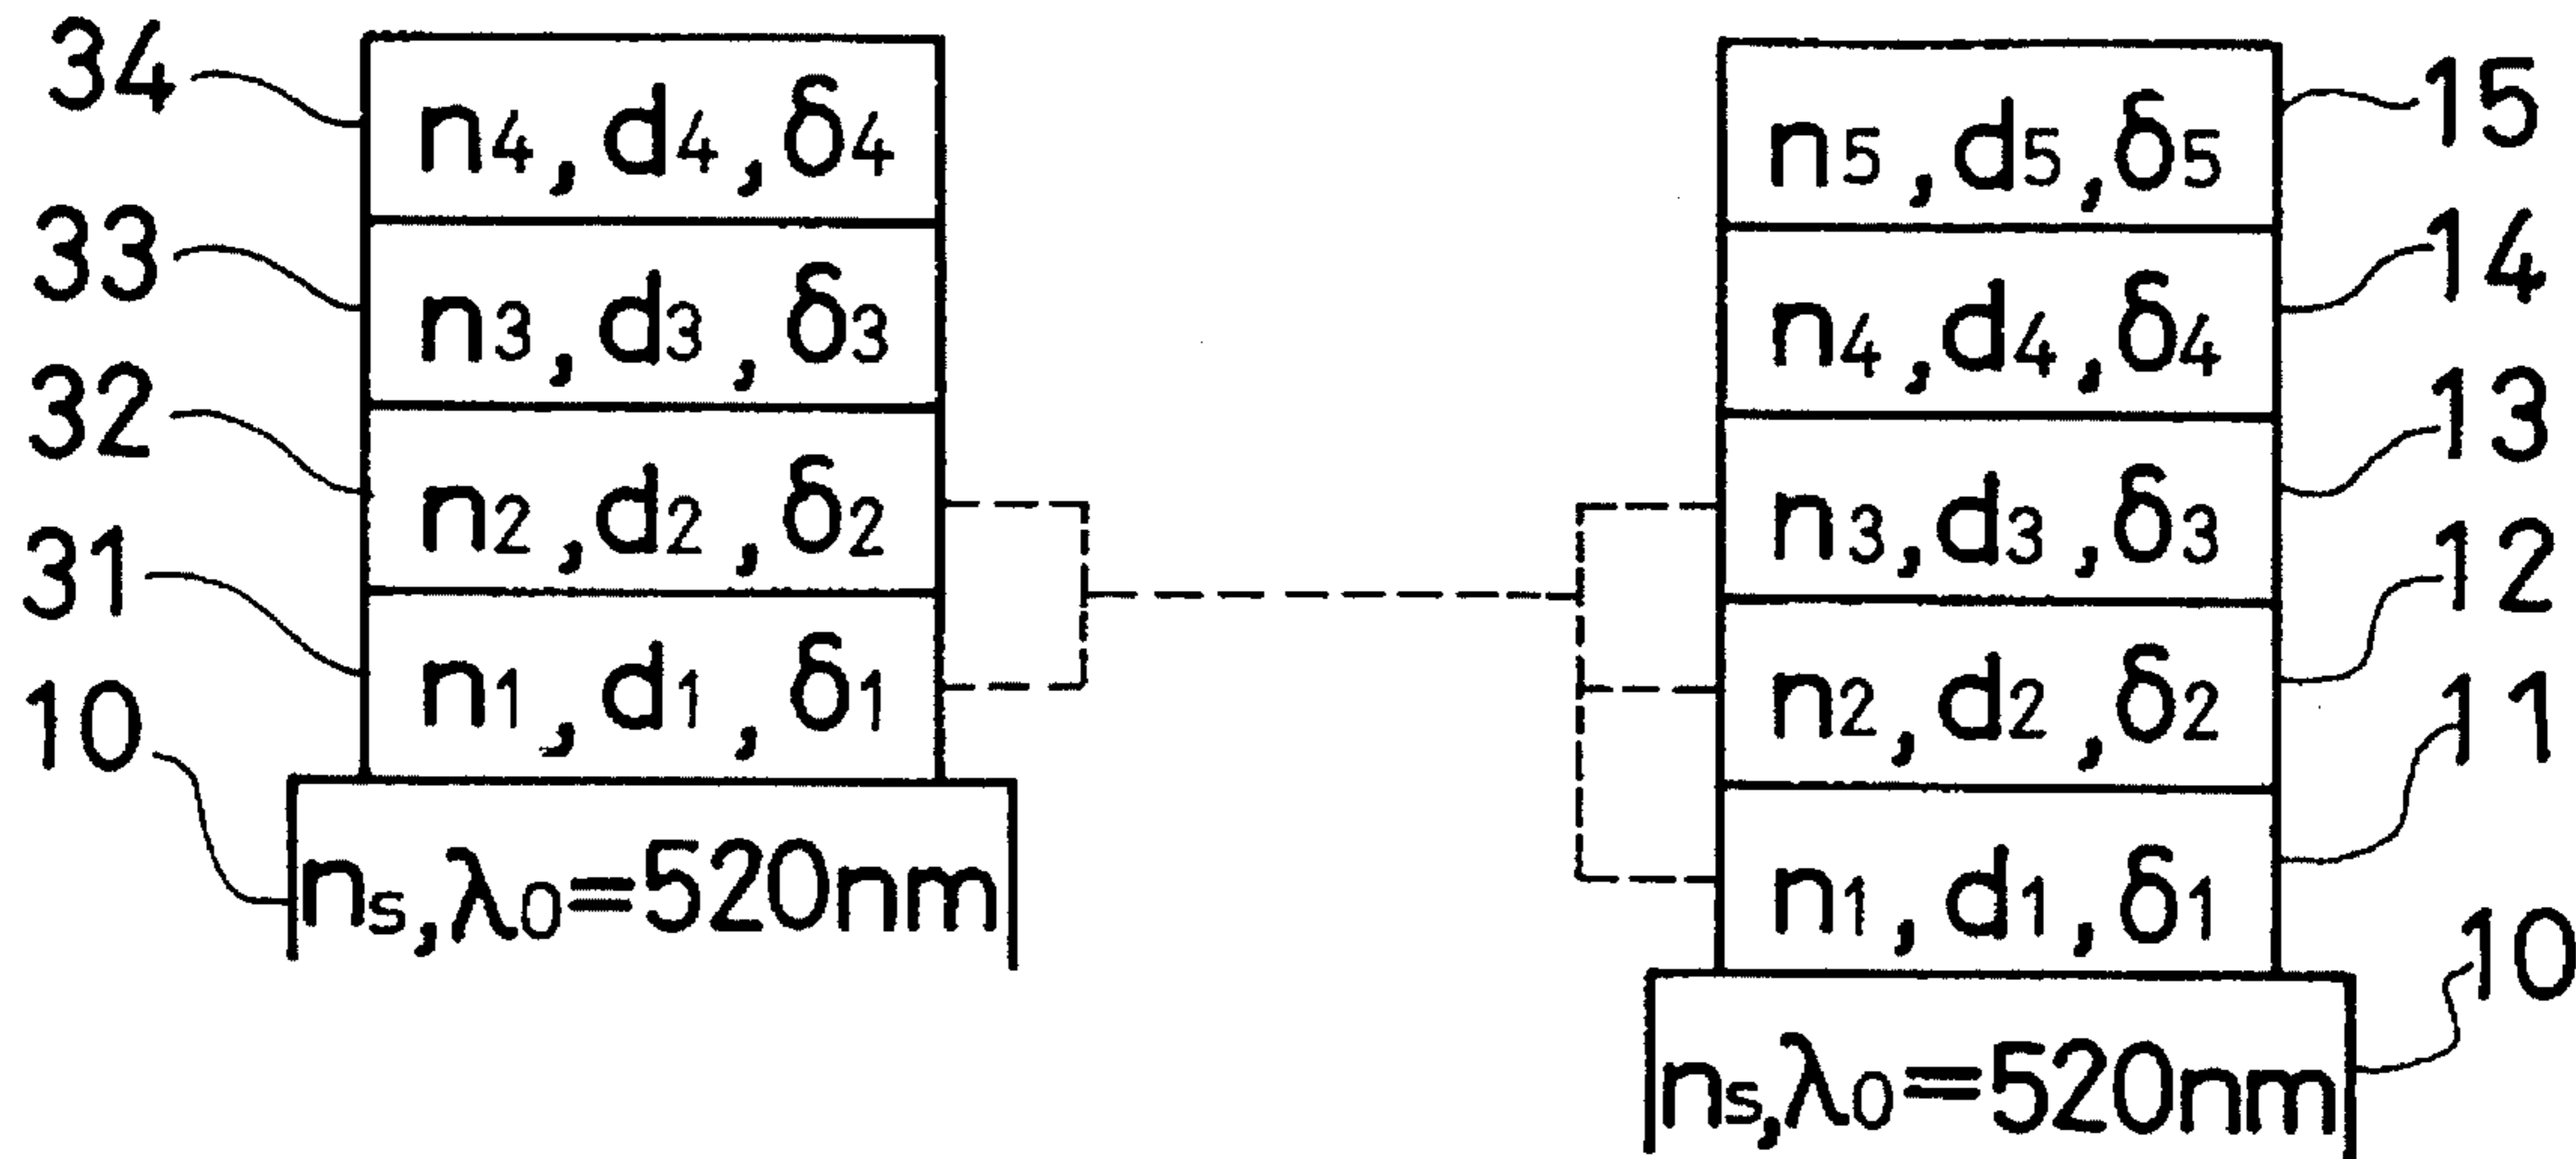 34
n4, d4, δ4
33
n3, d3, δ3
32
n2, d2, δ2
31
n1, d1, δ1
10
ns, λ0=520nm
n5, d5, δ5
15
n4, d4, δ4
14
n3, d3, δ3
13
n2, d2, δ2
12
n1, d1, δ1
11
ns, λ0=520nm
10